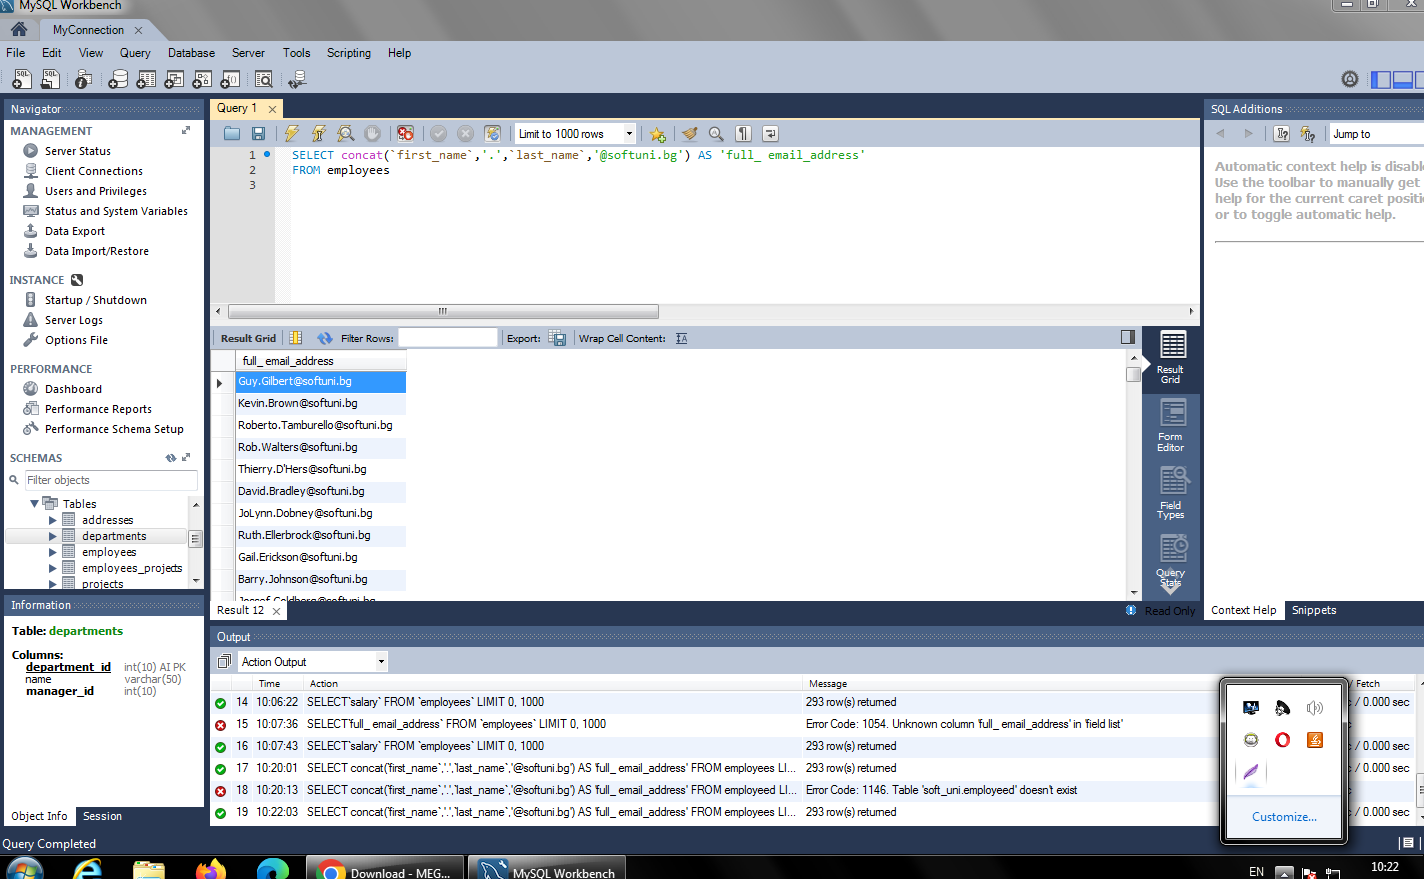 MySQL Workbench
MyConnection
File Edit View Query Database Server Tools Scripting Help
Navigator
MANAGEMENT
Server Status
Client Connections
Users and Privileges
Status and System Variables
Data Export
Data Import/Restore
INSTANCE
Startup / Shutdown
Server Logs
Options File
PERFORMANCE
Dashboard
Performance Reports
Performance Schema Setup
SCHEMAS
Filter objects
Tables
addresses
departments
employees
employees_projects
projects
Information
Table: departments
Columns:
department_id int(10) AI PK
name varchar(50)
manager_id int(10)
Object Info Session
Query Completed
Query 1
Limit to 1000 rows
1 SELECT concat(`first_name`,'.',`last_name`,'@softuni.bg') AS 'full_ email_address'
2 FROM employees
3
Result Grid Filter Rows: Export: Wrap Cell Content:
full_ email_address
Guy.Gilbert@softuni.bg
Kevin.Brown@softuni.bg
Roberto.Tamburello@softuni.bg
Rob.Walters@softuni.bg
Thierry.D'Hers@softuni.bg
David.Bradley@softuni.bg
JoLynn.Dobney@softuni.bg
Ruth.Ellerbrock@softuni.bg
Gail.Erickson@softuni.bg
Barry.Johnson@softuni.bg
Result
Grid
Form
Editor
Field
Types
Query
Stats
Result 12
Read Only
SQL Additions
Jump to
Automatic context help is disable
Use the toolbar to manually get
help for the current caret positi
or to toggle automatic help.
Context Help Snippets
Output
Action Output
Time Action Message / Fetch
14 10:06:22 SELECT`salary` FROM `employees` LIMIT 0, 1000 293 row(s) returned c / 0.000 sec
15 10:07:36 SELECT'full_ email_address` FROM `employees` LIMIT 0, 1000 Error Code: 1054. Unknown column 'full_ email_address' in 'field list'
16 10:07:43 SELECT`salary` FROM `employees` LIMIT 0, 1000 293 row(s) returned c / 0.000 sec
17 10:20:01 SELECT concat(`first_name`,'.',`last_name`,'@softuni.bg') AS 'full_ email_address' FROM employees LI... 293 row(s) returned c / 0.000 sec
18 10:20:13 SELECT concat(`first_name`,'.',`last_name`,'@softuni.bg') AS 'full_ email_address' FROM employeed LI... Error Code: 1146. Table 'soft_uni.employeed' doesn't exist
19 10:22:03 SELECT concat(`first_name`,'.',`last_name`,'@softuni.bg') AS 'full_ email_address' FROM employees LI... 293 row(s) returned c / 0.000 sec
Customize...
Download - MEG...
MySQL Workbench
EN
10:22